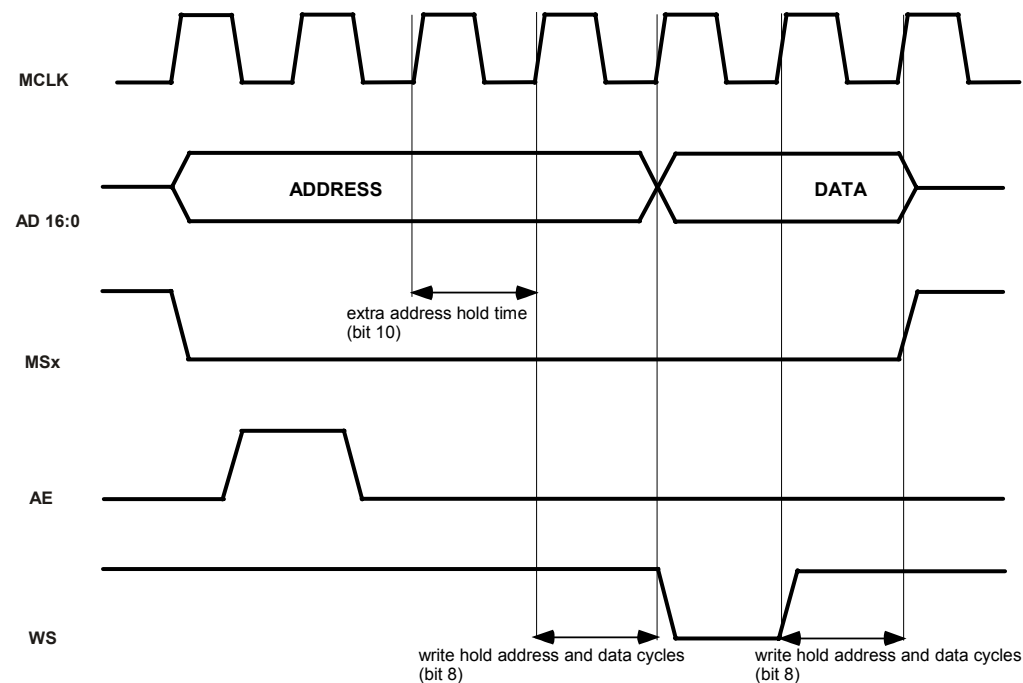 MCLK
ADDRESS
DATA
AD 16:0
extra address hold time
(bit 10)
MSx
AE
WS
write hold address and data cycles
(bit 8)
write hold address and data cycles
(bit 8)